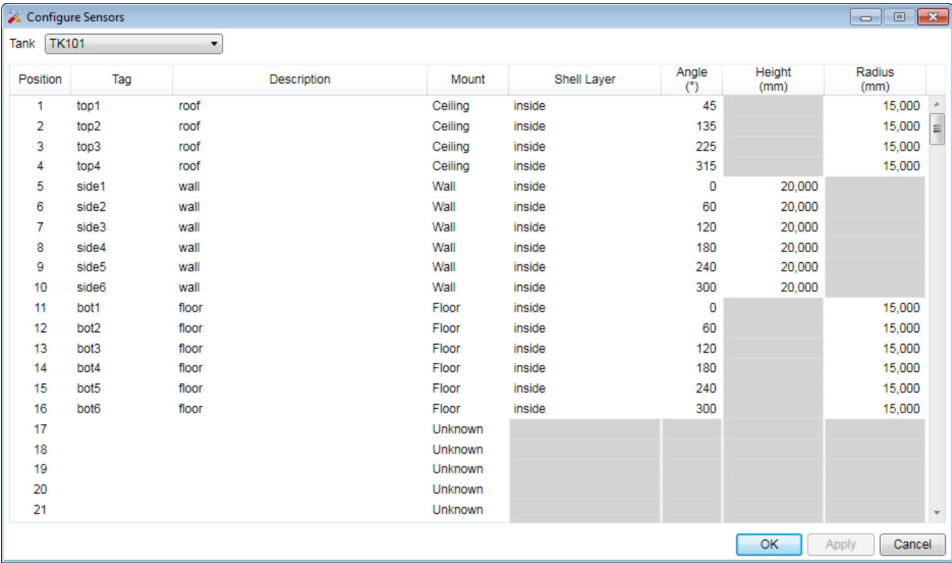 Configure Sensors
Tank TK101
Position Tag Description Mount Shell Layer Angle (°) Height (mm) Radius (mm)
1 top1 roof Ceiling inside 45 15,000
2 top2 roof Ceiling inside 135 15,000
3 top3 roof Ceiling inside 225 15,000
4 top4 roof Ceiling inside 315 15,000
5 side1 wall Wall inside 0 20,000
6 side2 wall Wall inside 60 20,000
7 side3 wall Wall inside 120 20,000
8 side4 wall Wall inside 180 20,000
9 side5 wall Wall inside 240 20,000
10 side6 wall Wall inside 300 20,000
11 bot1 floor Floor inside 0 15,000
12 bot2 floor Floor inside 60 15,000
13 bot3 floor Floor inside 120 15,000
14 bot4 floor Floor inside 180 15,000
15 bot5 floor Floor inside 240 15,000
16 bot6 floor Floor inside 300 15,000
17 Unknown
18 Unknown
19 Unknown
20 Unknown
21 Unknown
OK Apply Cancel